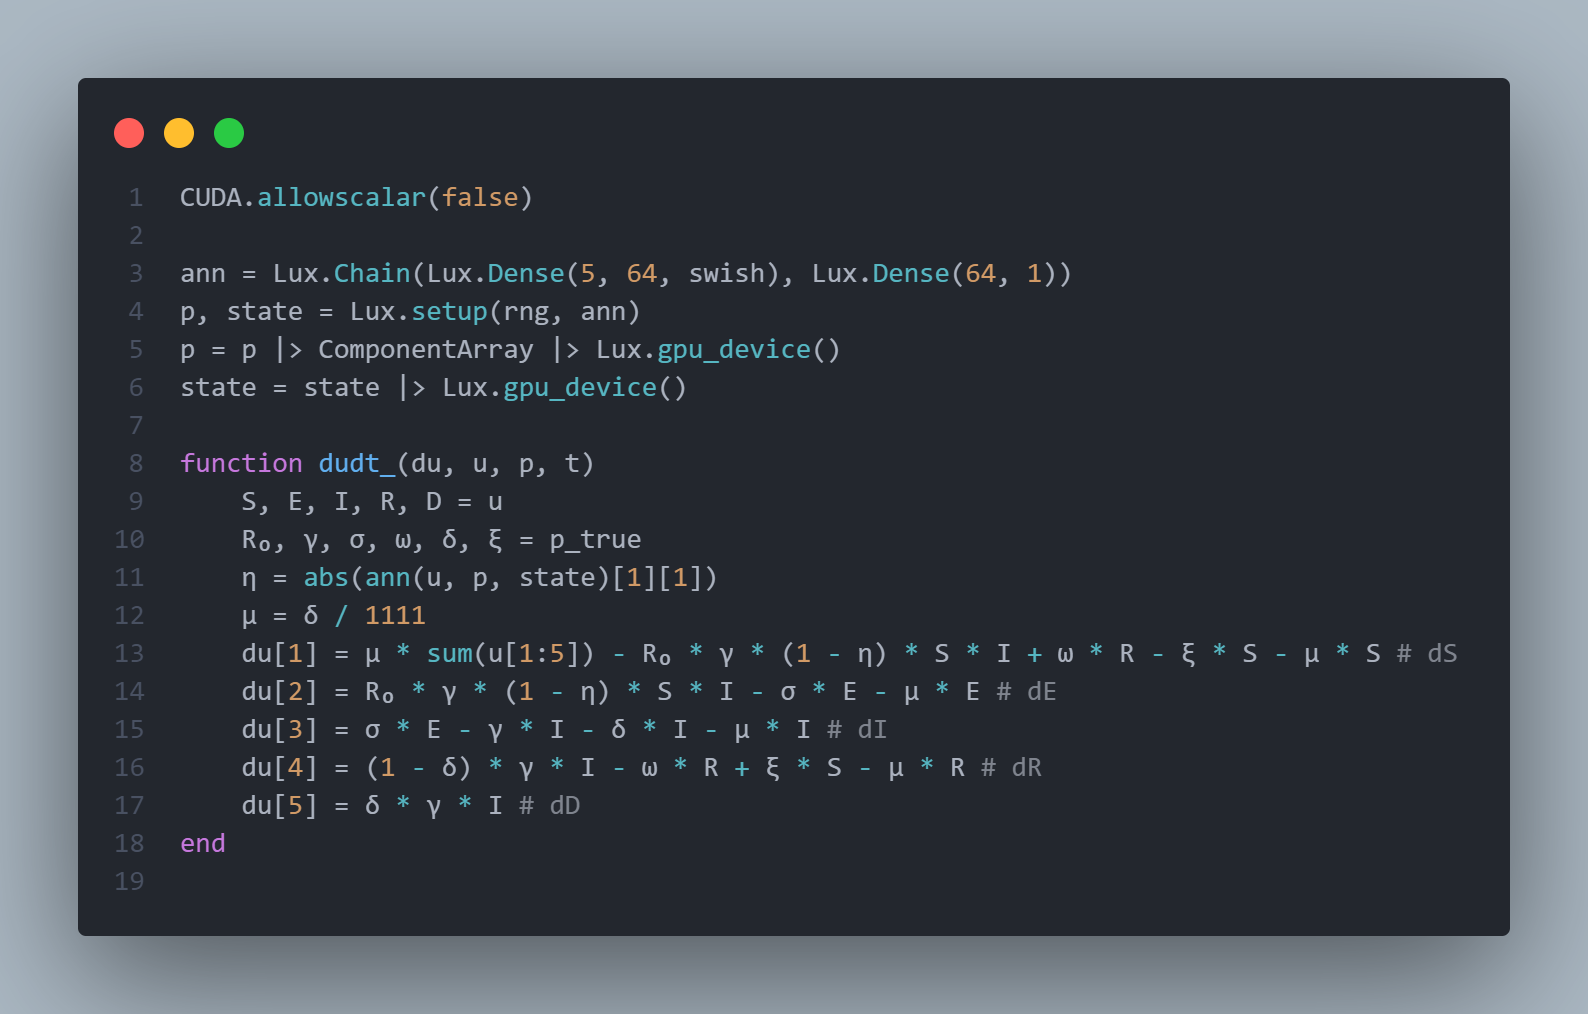 1 CUDA.allowscalar(false)
2
3 ann = Lux.Chain(Lux.Dense(5, 64, swish), Lux.Dense(64, 1))
4 p, state = Lux.setup(rng, ann)
5 p = p |> ComponentArray |> Lux.gpu_device()
6 state = state |> Lux.gpu_device()
7
8 function dudt_(du, u, p, t)
9     S, E, I, R, D = u
10     R₀, γ, σ, ω, δ, ξ = p_true
11     η = abs(ann(u, p, state)[1][1])
12     μ = δ / 1111
13     du[1] = μ * sum(u[1:5]) - R₀ * γ * (1 - η) * S * I + ω * R - ξ * S - μ * S # dS
14     du[2] = R₀ * γ * (1 - η) * S * I - σ * E - μ * E # dE
15     du[3] = σ * E - γ * I - δ * I - μ * I # dI
16     du[4] = (1 - δ) * γ * I - ω * R + ξ * S - μ * R # dR
17     du[5] = δ * γ * I # dD
18 end
19